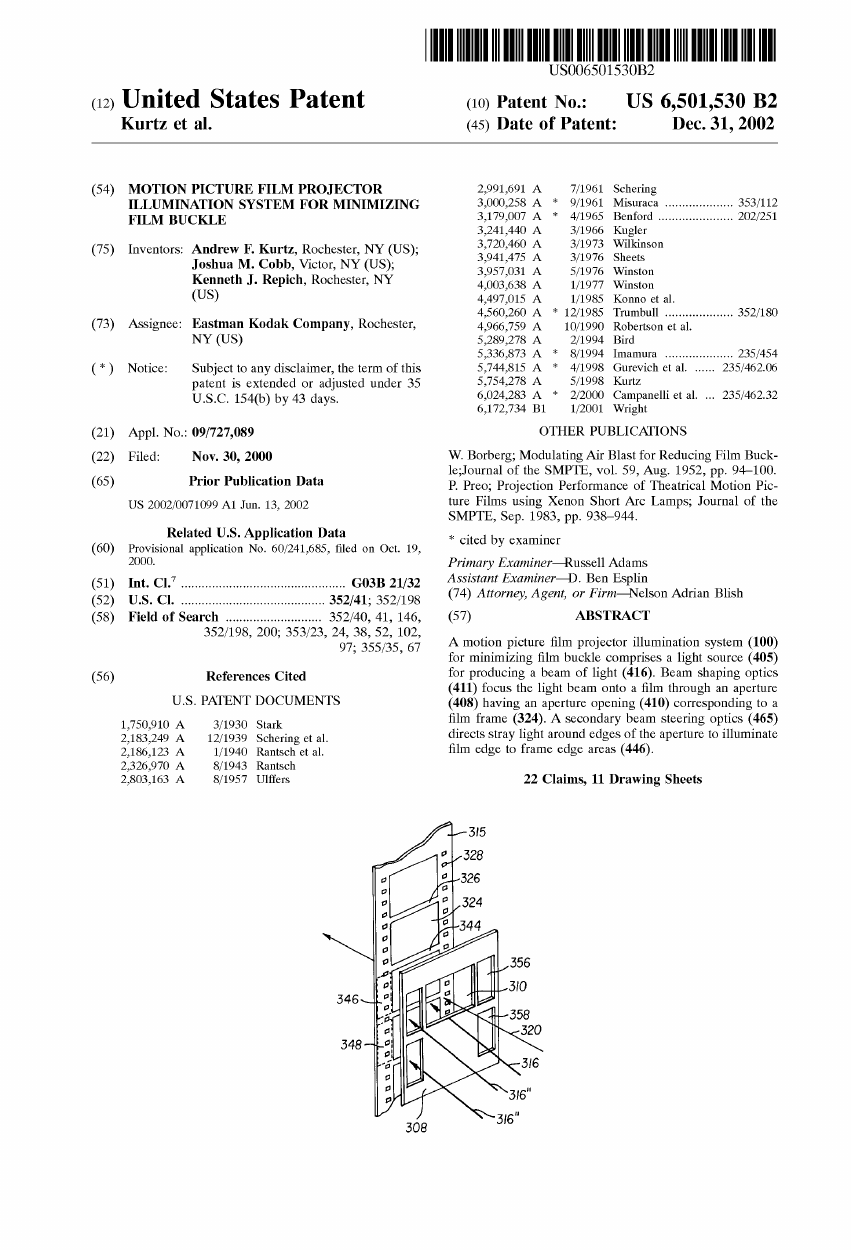 US006501530B2
(12) United States Patent
Kurtz et al.
(10) Patent No.: US 6,501,530 B2
(45) Date of Patent: Dec. 31, 2002
(54) MOTION PICTURE FILM PROJECTOR
ILLUMINATION SYSTEM FOR MINIMIZING
FILM BUCKLE
(75) Inventors: Andrew F. Kurtz, Rochester, NY (US);
Joshua M. Cobb, Victor, NY (US);
Kenneth J. Repich, Rochester, NY
(US)
(73) Assignee: Eastman Kodak Company, Rochester,
NY (US)
( * ) Notice: Subject to any disclaimer, the term of this
patent is extended or adjusted under 35
U.S.C. 154(b) by 43 days.
(21) Appl. No.: 09/727,089
(22) Filed: Nov. 30, 2000
(65) Prior Publication Data
US 2002/0071099 A1 Jun. 13, 2002
Related U.S. Application Data
(60) Provisional application No. 60/241,685, filed on Oct. 19,
2000.
(51) Int. Cl.7 ................................................ G03B 21/32
(52) U.S. Cl. .......................................... 352/41; 352/198
(58) Field of Search ............................ 352/40, 41, 146,
352/198, 200; 353/23, 24, 38, 52, 102,
97; 355/35, 67
(56) References Cited
U.S. PATENT DOCUMENTS
1,750,910 A 3/1930 Stark
2,183,249 A 12/1939 Schering et al.
2,186,123 A 1/1940 Rantsch et al.
2,326,970 A 8/1943 Rantsch
2,803,163 A 8/1957 Ulffers
2,991,691 A 7/1961 Schering
3,000,258 A * 9/1961 Misuraca .................... 353/112
3,179,007 A * 4/1965 Benford ...................... 202/251
3,241,440 A 3/1966 Kugler
3,720,460 A 3/1973 Wilkinson
3,941,475 A 3/1976 Sheets
3,957,031 A 5/1976 Winston
4,003,638 A 1/1977 Winston
4,497,015 A 1/1985 Konno et al.
4,560,260 A * 12/1985 Trumbull .................... 352/180
4,966,759 A 10/1990 Robertson et al.
5,289,278 A 2/1994 Bird
5,336,873 A * 8/1994 Imamura .................... 235/454
5,744,815 A * 4/1998 Gurevich et al. ...... 235/462.06
5,754,278 A 5/1998 Kurtz
6,024,283 A * 2/2000 Campanelli et al. ... 235/462.32
6,172,734 B1 1/2001 Wright
OTHER PUBLICATIONS
W. Borberg; Modulating Air Blast for Reducing Film Buck-
le;Journal of the SMPTE, vol. 59, Aug. 1952, pp. 94–100.
P. Preo; Projection Performance of Theatrical Motion Pic-
ture Films using Xenon Short Arc Lamps; Journal of the
SMPTE, Sep. 1983, pp. 938–944.
* cited by examiner
Primary Examiner—Russell Adams
Assistant Examiner—D. Ben Esplin
(74) Attorney, Agent, or Firm—Nelson Adrian Blish
(57) ABSTRACT
A motion picture film projector illumination system (100)
for minimizing film buckle comprises a light source (405)
for producing a beam of light (416). Beam shaping optics
(411) focus the light beam onto a film through an aperture
(408) having an aperture opening (410) corresponding to a
film frame (324). A secondary beam steering optics (465)
directs stray light around edges of the aperture to illuminate
film edge to frame edge areas (446).
22 Claims, 11 Drawing Sheets
315
328
326
324
344
356
310
346
358
320
348
316
316"
316"
308